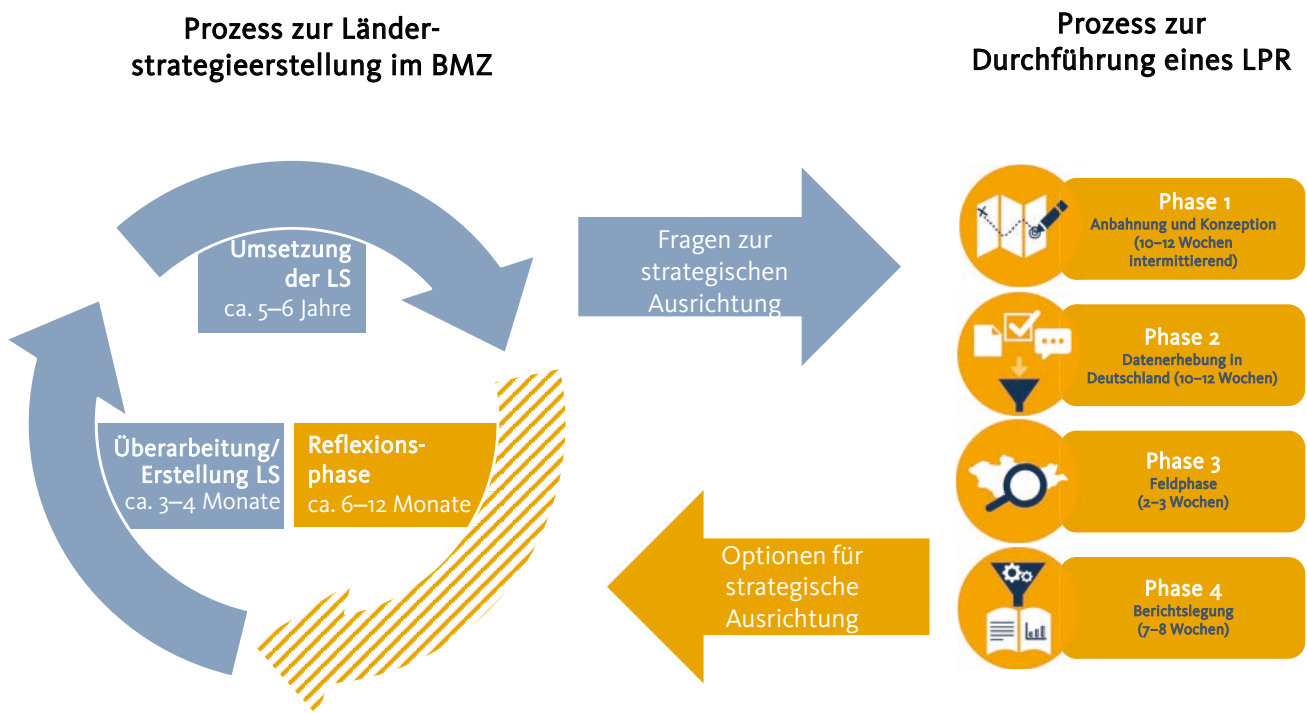 Prozess zur Länder-
strategieerstellung im BMZ
Umsetzung
der LS
ca. 5–6 Jahre
Überarbeitung/
Erstellung LS
ca. 3–4 Monate
Reflexions-
phase
ca. 6–12 Monate
Fragen zur
strategischen
Ausrichtung
Optionen für
strategische
Ausrichtung
Prozess zur
Durchführung eines LPR
Phase 1
Anbahnung und Konzeption
(10–12 Wochen
intermittierend)
Phase 2
Datenerhebung in
Deutschland (10–12 Wochen)
Phase 3
Feldphase
(2–3 Wochen)
Phase 4
Berichtslegung
(7–8 Wochen)